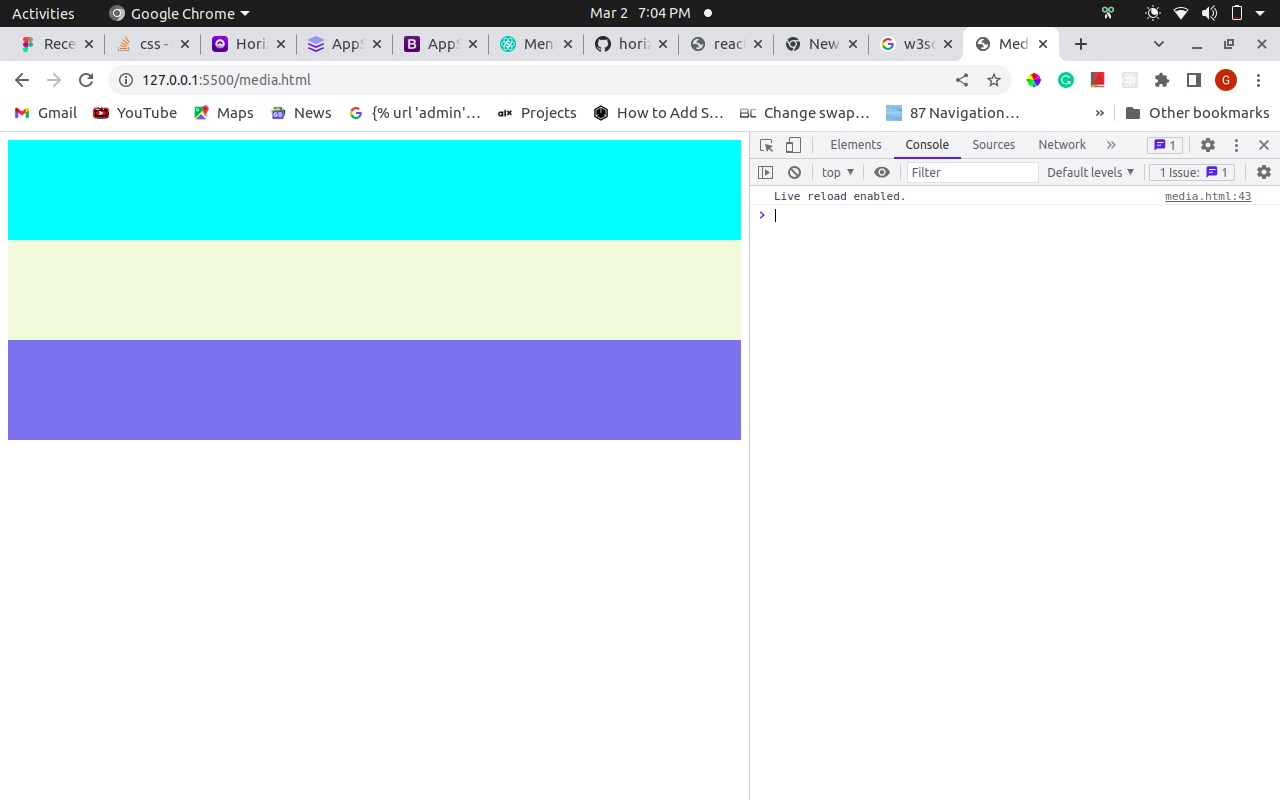 Activities Google Chrome Mar 2 7:04 PM
Rece css - Horiz AppS AppS Men horiz reac New w3sc Med
127.0.0.1:5500/media.html G
Gmail YouTube Maps News {% url 'admin'... alx Projects How to Add S... Change swap... 87 Navigation... » Other bookmarks
Elements Console Sources Network » 1
top Filter Default levels 1 Issue: 1
Live reload enabled. media.html:43